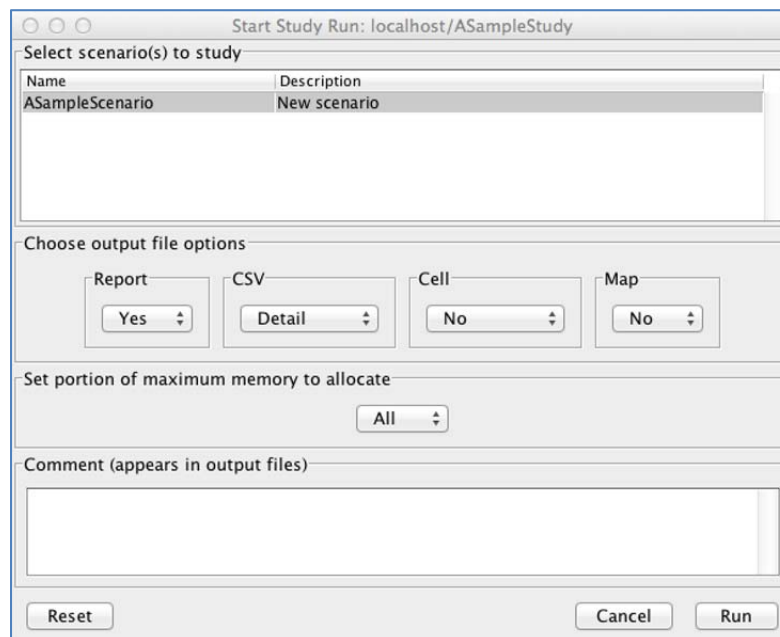 Start Study Run: localhost/ASampleStudy
Select scenario(s) to study
Name Description
ASampleScenario New scenario
Choose output file options
Report CSV Cell Map
Yes Detail No No
Set portion of maximum memory to allocate
All
Comment (appears in output files)
Reset Cancel Run